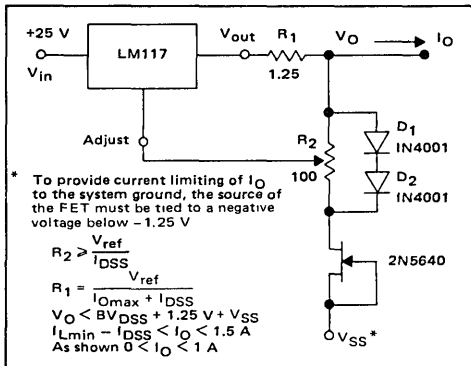 +25 V
V_in
LM117
V_out
R_1
1.25
V_O
I_O
Adjust
R_2
100
D_1
IN4001
D_2
IN4001
* To provide current limiting of I_O
to the system ground, the source of
of the FET must be tied to a negative
voltage below −1.25 V
R_2 ⩾ V_ref / I_DSS
R_1 = V_ref / I_Omax + I_DSS
V_O < BV_DSS + 1.25 V + V_SS
I_Lmin − I_DSS < I_O < 1.5 A
As shown 0 < I_O < 1 A
2N5640
V_SS*